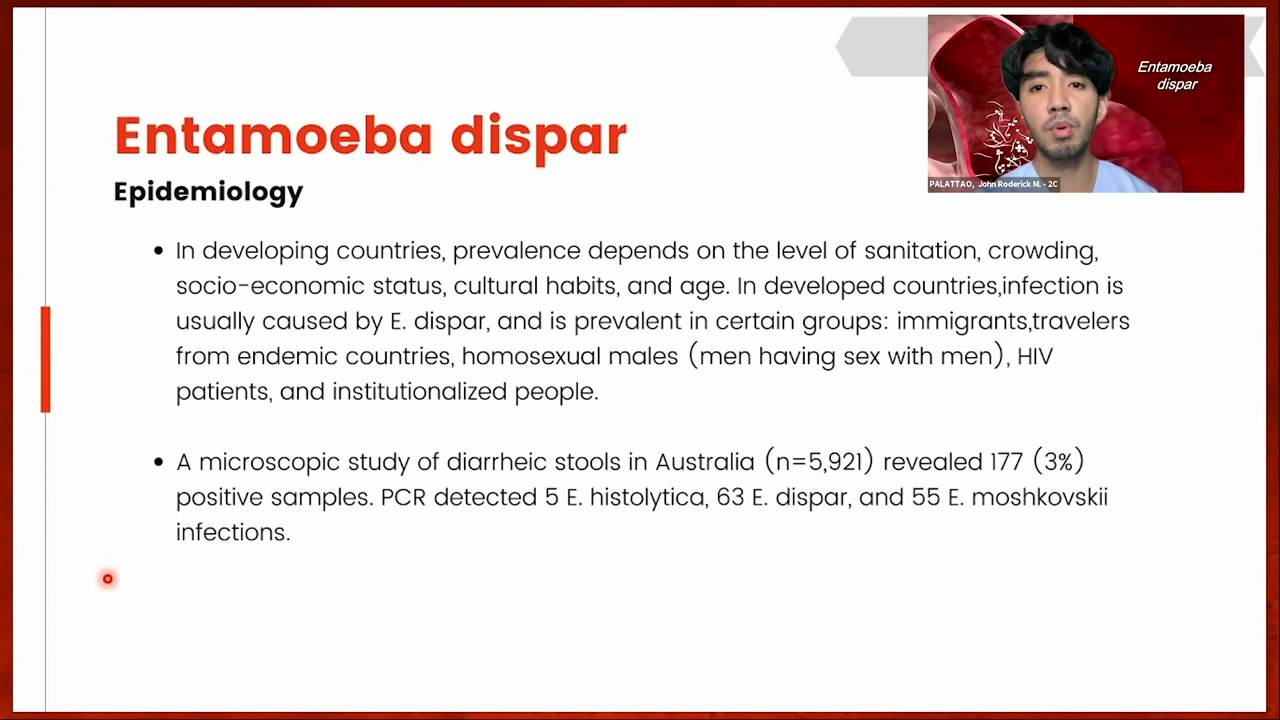 Entamoeba
dispar
PALATTAO, John Roderick M. - 2C
Entamoeba dispar
Epidemiology
• In developing countries, prevalence depends on the level of sanitation, crowding,
socio-economic status, cultural habits, and age. In developed countries,infection is
usually caused by E. dispar, and is prevalent in certain groups: immigrants,travelers
from endemic countries, homosexual males (men having sex with men), HIV
patients, and institutionalized people.
• A microscopic study of diarrheic stools in Australia (n=5,921) revealed 177 (3%)
positive samples. PCR detected 5 E. histolytica, 63 E. dispar, and 55 E. moshkovskii
infections.